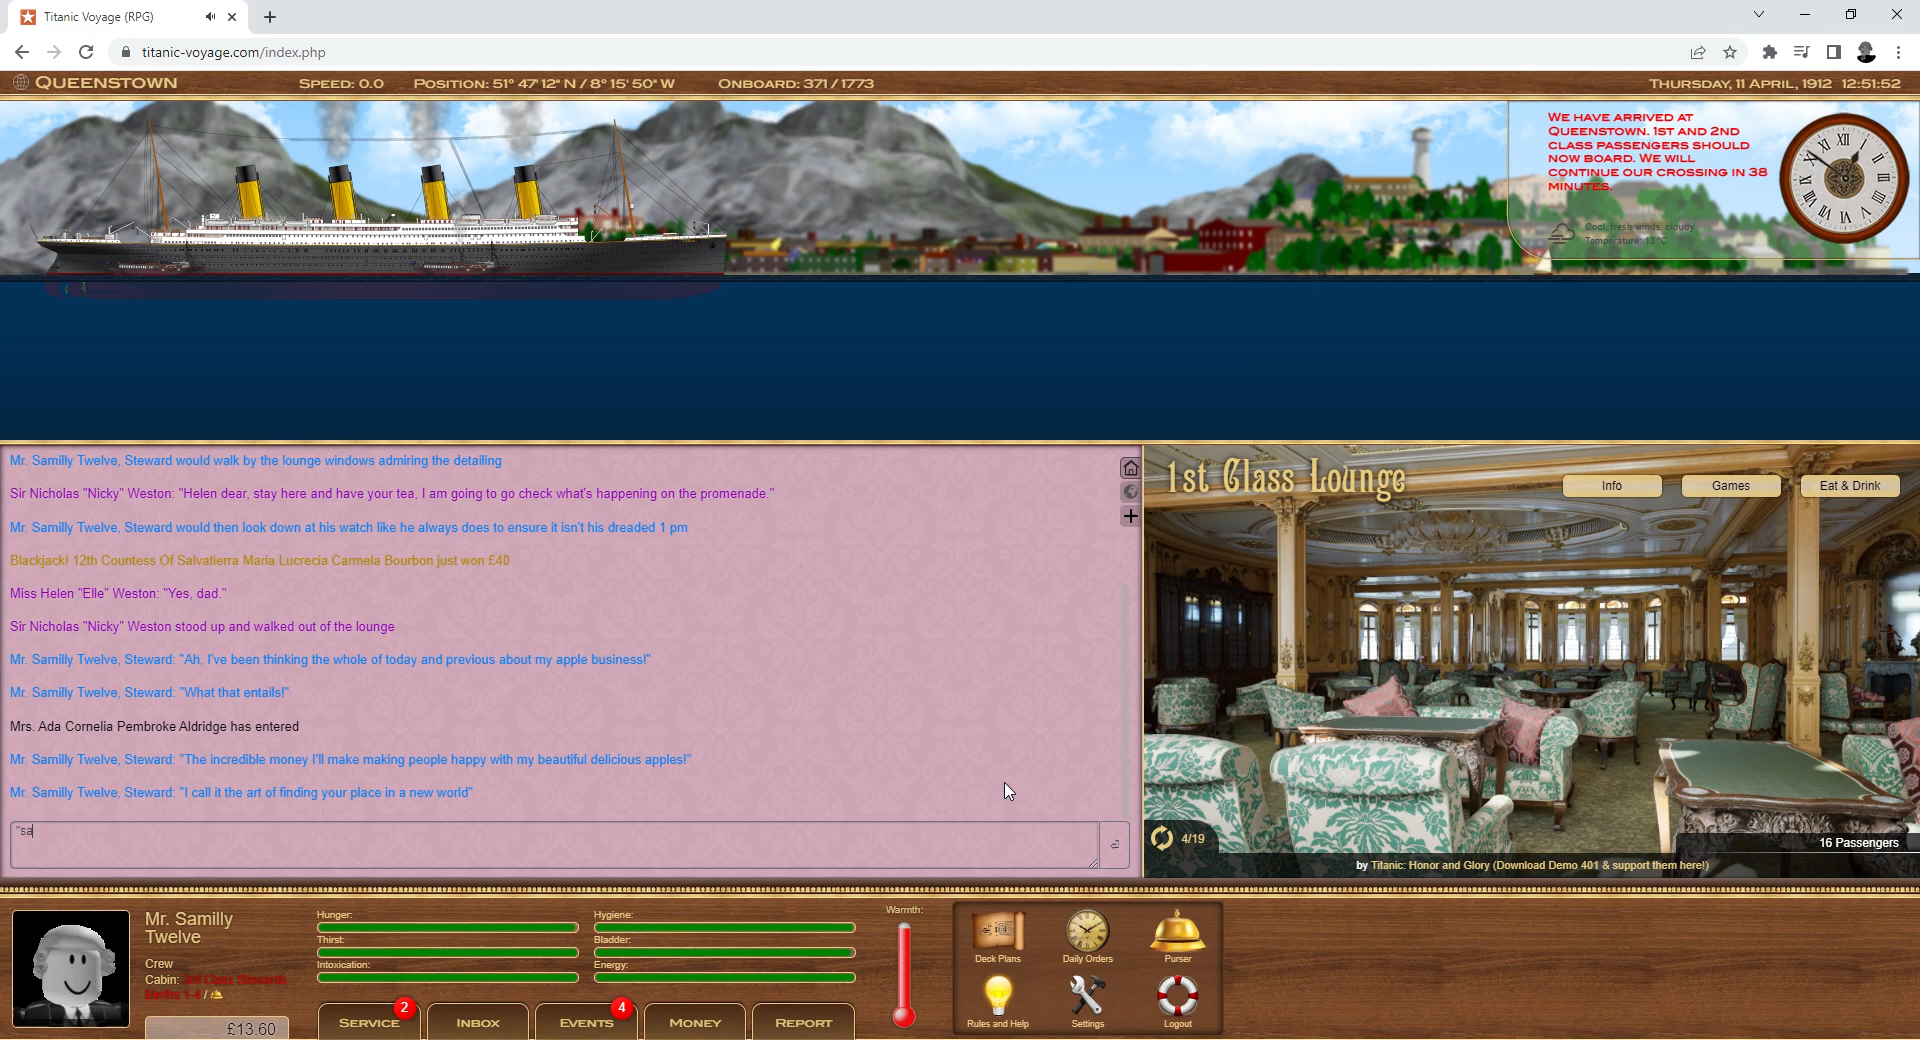 Titanic Voyage (RPG)
titanic-voyage.com/index.php
QUEENSTOWN
SPEED: 0.0
POSITION: 51° 47' 12" N / 8° 15' 50" W
ONBOARD: 371 / 1773
THURSDAY, 11 APRIL, 1912 12:51:52
WE HAVE ARRIVED AT
QUEENSTOWN. 1ST AND 2ND
CLASS PASSENGERS SHOULD
NOW BOARD. WE WILL
CONTINUE OUR CROSSING IN 38
MINUTES.
Cool, fresh winds, cloudy
Temperature: 13 °C
Mr. Samilly Twelve, Steward would walk by the lounge windows admiring the detailing
Sir Nicholas "Nicky" Weston: "Helen dear, stay here and have your tea, I am going to go check what's happening on the promenade."
Mr. Samilly Twelve, Steward would then look down at his watch like he always does to ensure it isn't his dreaded 1 pm
Blackjack! 12th Countess Of Salvatierra Maria Lucrecia Carmela Bourbon just won £40
Miss Helen "Elle" Weston: "Yes, dad."
Sir Nicholas "Nicky" Weston stood up and walked out of the lounge
Mr. Samilly Twelve, Steward: "Ah, I've been thinking the whole of today and previous about my apple business!"
Mr. Samilly Twelve, Steward: "What that entails!"
Mrs. Ada Cornelia Pembroke Aldridge has entered
Mr. Samilly Twelve, Steward: "The incredible money I'll make making people happy with my beautiful delicious apples!"
Mr. Samilly Twelve, Steward: "I call it the art of finding your place in a new world"
"sa
1st Class Lounge
Info
Games
Eat & Drink
4/19
16 Passengers
by Titanic: Honor and Glory (Download Demo 401 & support them here!)
Mr. Samilly
Twelve
Crew
Cabin: 3rd Class Stewards
Berths 1-4 /
£13.60
Hunger:
Thirst:
Intoxication:
Hygiene:
Bladder:
Energy:
Warmth:
SERVICE
2
INBOX
EVENTS
4
MONEY
REPORT
Deck Plans
Daily Orders
Purser
Rules and Help
Settings
Logout